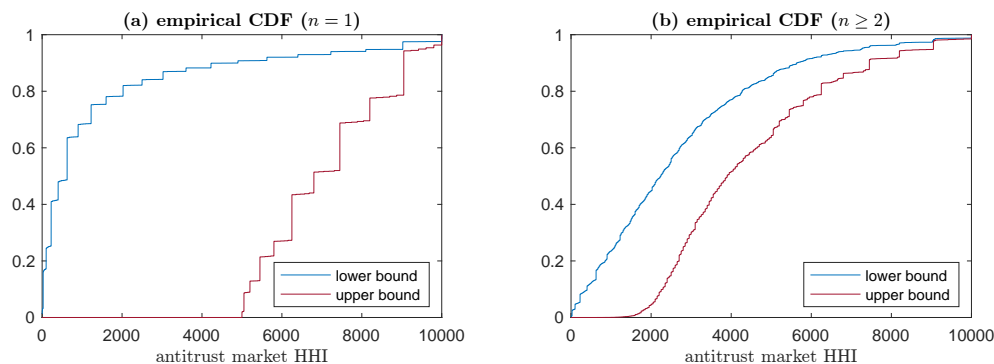 (a) empirical CDF (n = 1)
1
0.8
0.6
0.4
0.2
0
0 2000 4000 6000 8000 10000
antitrust market HHI
lower bound
upper bound
(b) empirical CDF (n ≥ 2)
1
0.8
0.6
0.4
0.2
0
0 2000 4000 6000 8000 10000
antitrust market HHI
lower bound
upper bound